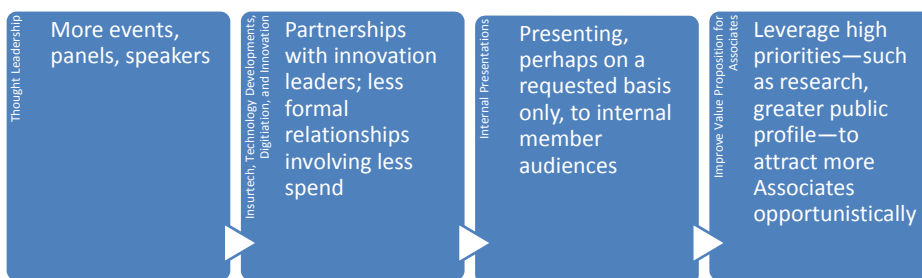 Thought Leadership
More events,
panels, speakers
Insurtech, Technology Developments,
Digitiation, and Innovation
Partnerships
with innovation
leaders; less
formal
relationships
involving less
spend
Internal Presentations
Presenting,
perhaps on a
requested basis
only, to internal
member
audiences
Improve Value Proposition for
Associates
Leverage high
priorities—such
as research,
greater public
profile—to
attract more
Associates
opportunistically